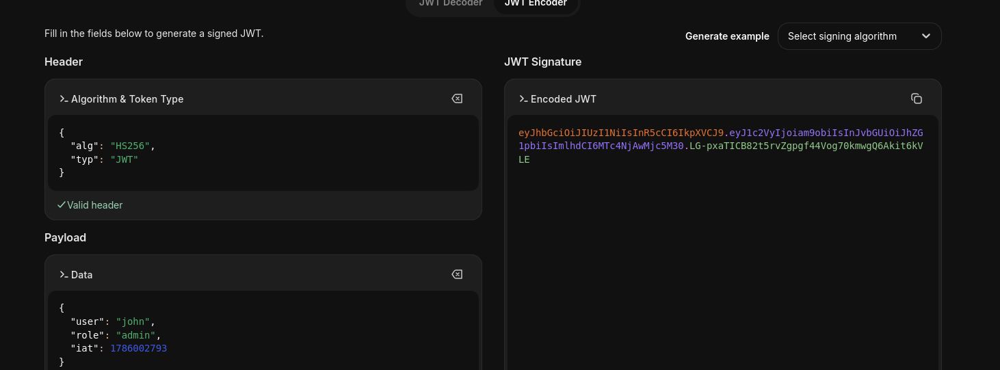 JWT Decoder
JWT Encoder
Fill in the fields below to generate a signed JWT.
Generate example
Select signing algorithm
Header
>_ Algorithm & Token Type
{
  "alg": "HS256",
  "typ": "JWT"
}
Valid header
Payload
>_ Data
{
  "user": "john",
  "role": "admin",
  "iat": 1786002793
}
JWT Signature
>_ Encoded JWT
eyJhbGciOiJIUzI1NiIsInR5cCI6IkpXVCJ9.eyJ1c2VyIjoiam9obiIsInJvbGUiOiJhZG
1pbiIsImlhdCI6MTc4NjAwMjc5M30.LG-pxaTICB82t5rvZgpgf44Vog70kmwgQ6Akit6kV
LE